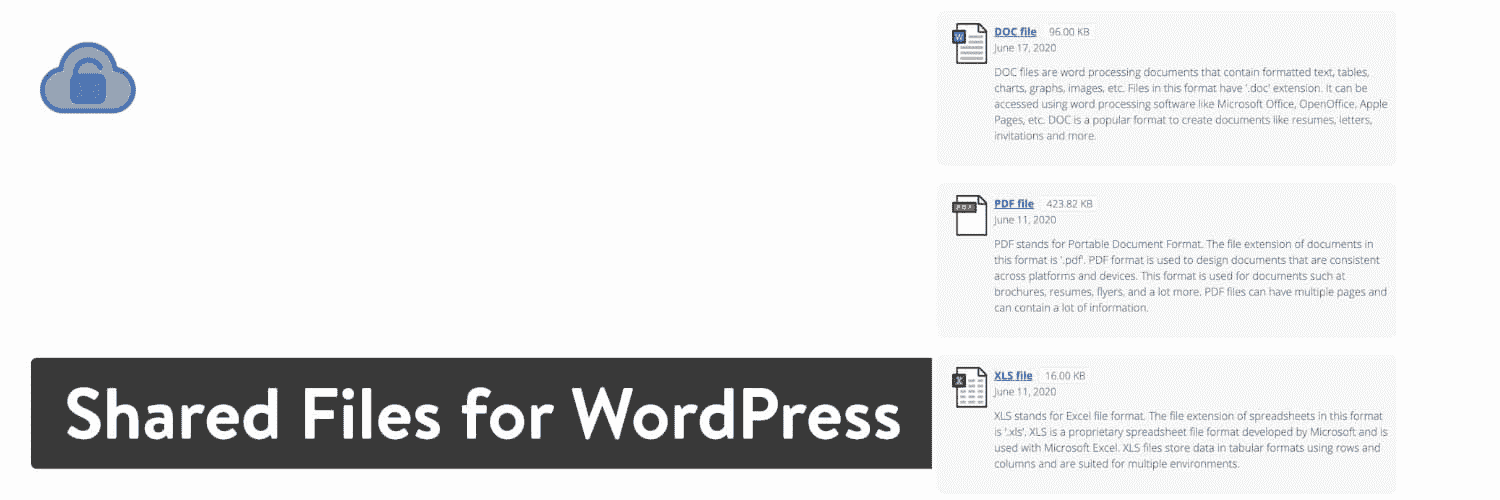 DOC file 96.00 KB
June 17, 2020
DOC files are word processing documents that contain formatted text, tables,
charts, graphs, images, etc. Files in this format have '.doc' extension. It can be
accessed using word processing software like Microsoft Office, OpenOffice, Apple
Pages, etc. DOC is a popular format to create documents like resumes, letters,
invitations and more.
PDF
PDF file 423.82 KB
June 11, 2020
PDF stands for Portable Document Format. The file extension of documents in
this format is '.pdf'. PDF format is used to design documents that are consistent
across platforms and devices. This format is used for documents such at
brochures, resumes, flyers, and a lot more. PDF files can have multiple pages and
can contain a lot of information.
Shared Files for WordPress
XLS file 16.00 KB
June 11, 2020
XLS stands for Excel file format. The file extension of spreadsheets in this format
is '.xls'. XLS is a proprietary spreadsheet file format developed by Microsoft and is
used with Microsoft Excel. XLS files store data in tabular formats using rows and
columns and are suited for multiple environments.